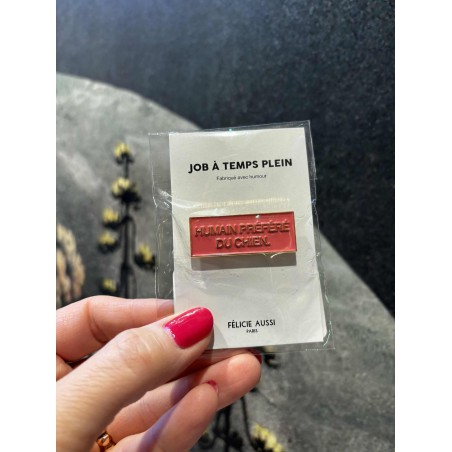 JOB À TEMPS PLEIN
Fabriqué avec humour
HUMAIN PRÉFÉRÉ
DU CHIEN.
FÉLICIE AUSSI
PARIS